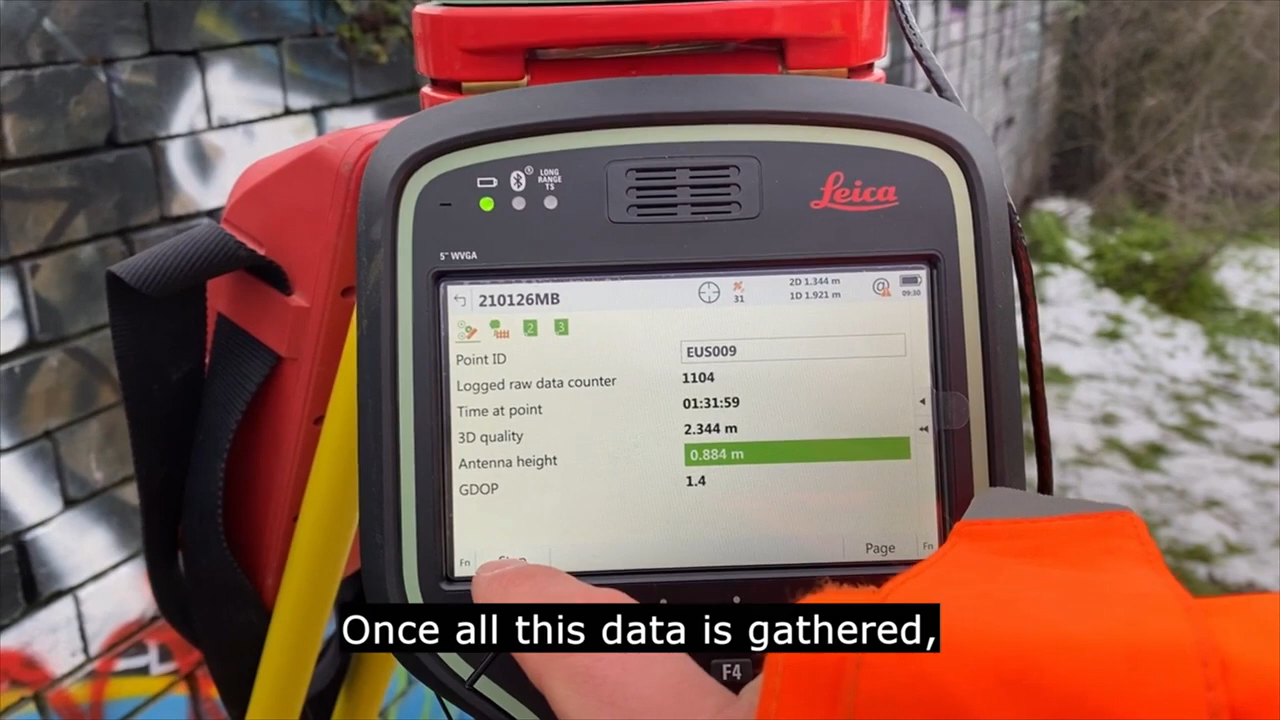 LONG
RANGE
TS
Leica
5" WVGA
210126MB
31
2D 1.344 m
1D 1.921 m
@
09:30
2
3
Point ID
EUS009
Logged raw data counter
1104
Time at point
01:31:59
3D quality
2.344 m
Antenna height
0.884 m
GDOP
1.4
Fn
Page
Fn
Once all this data is gathered,
F4